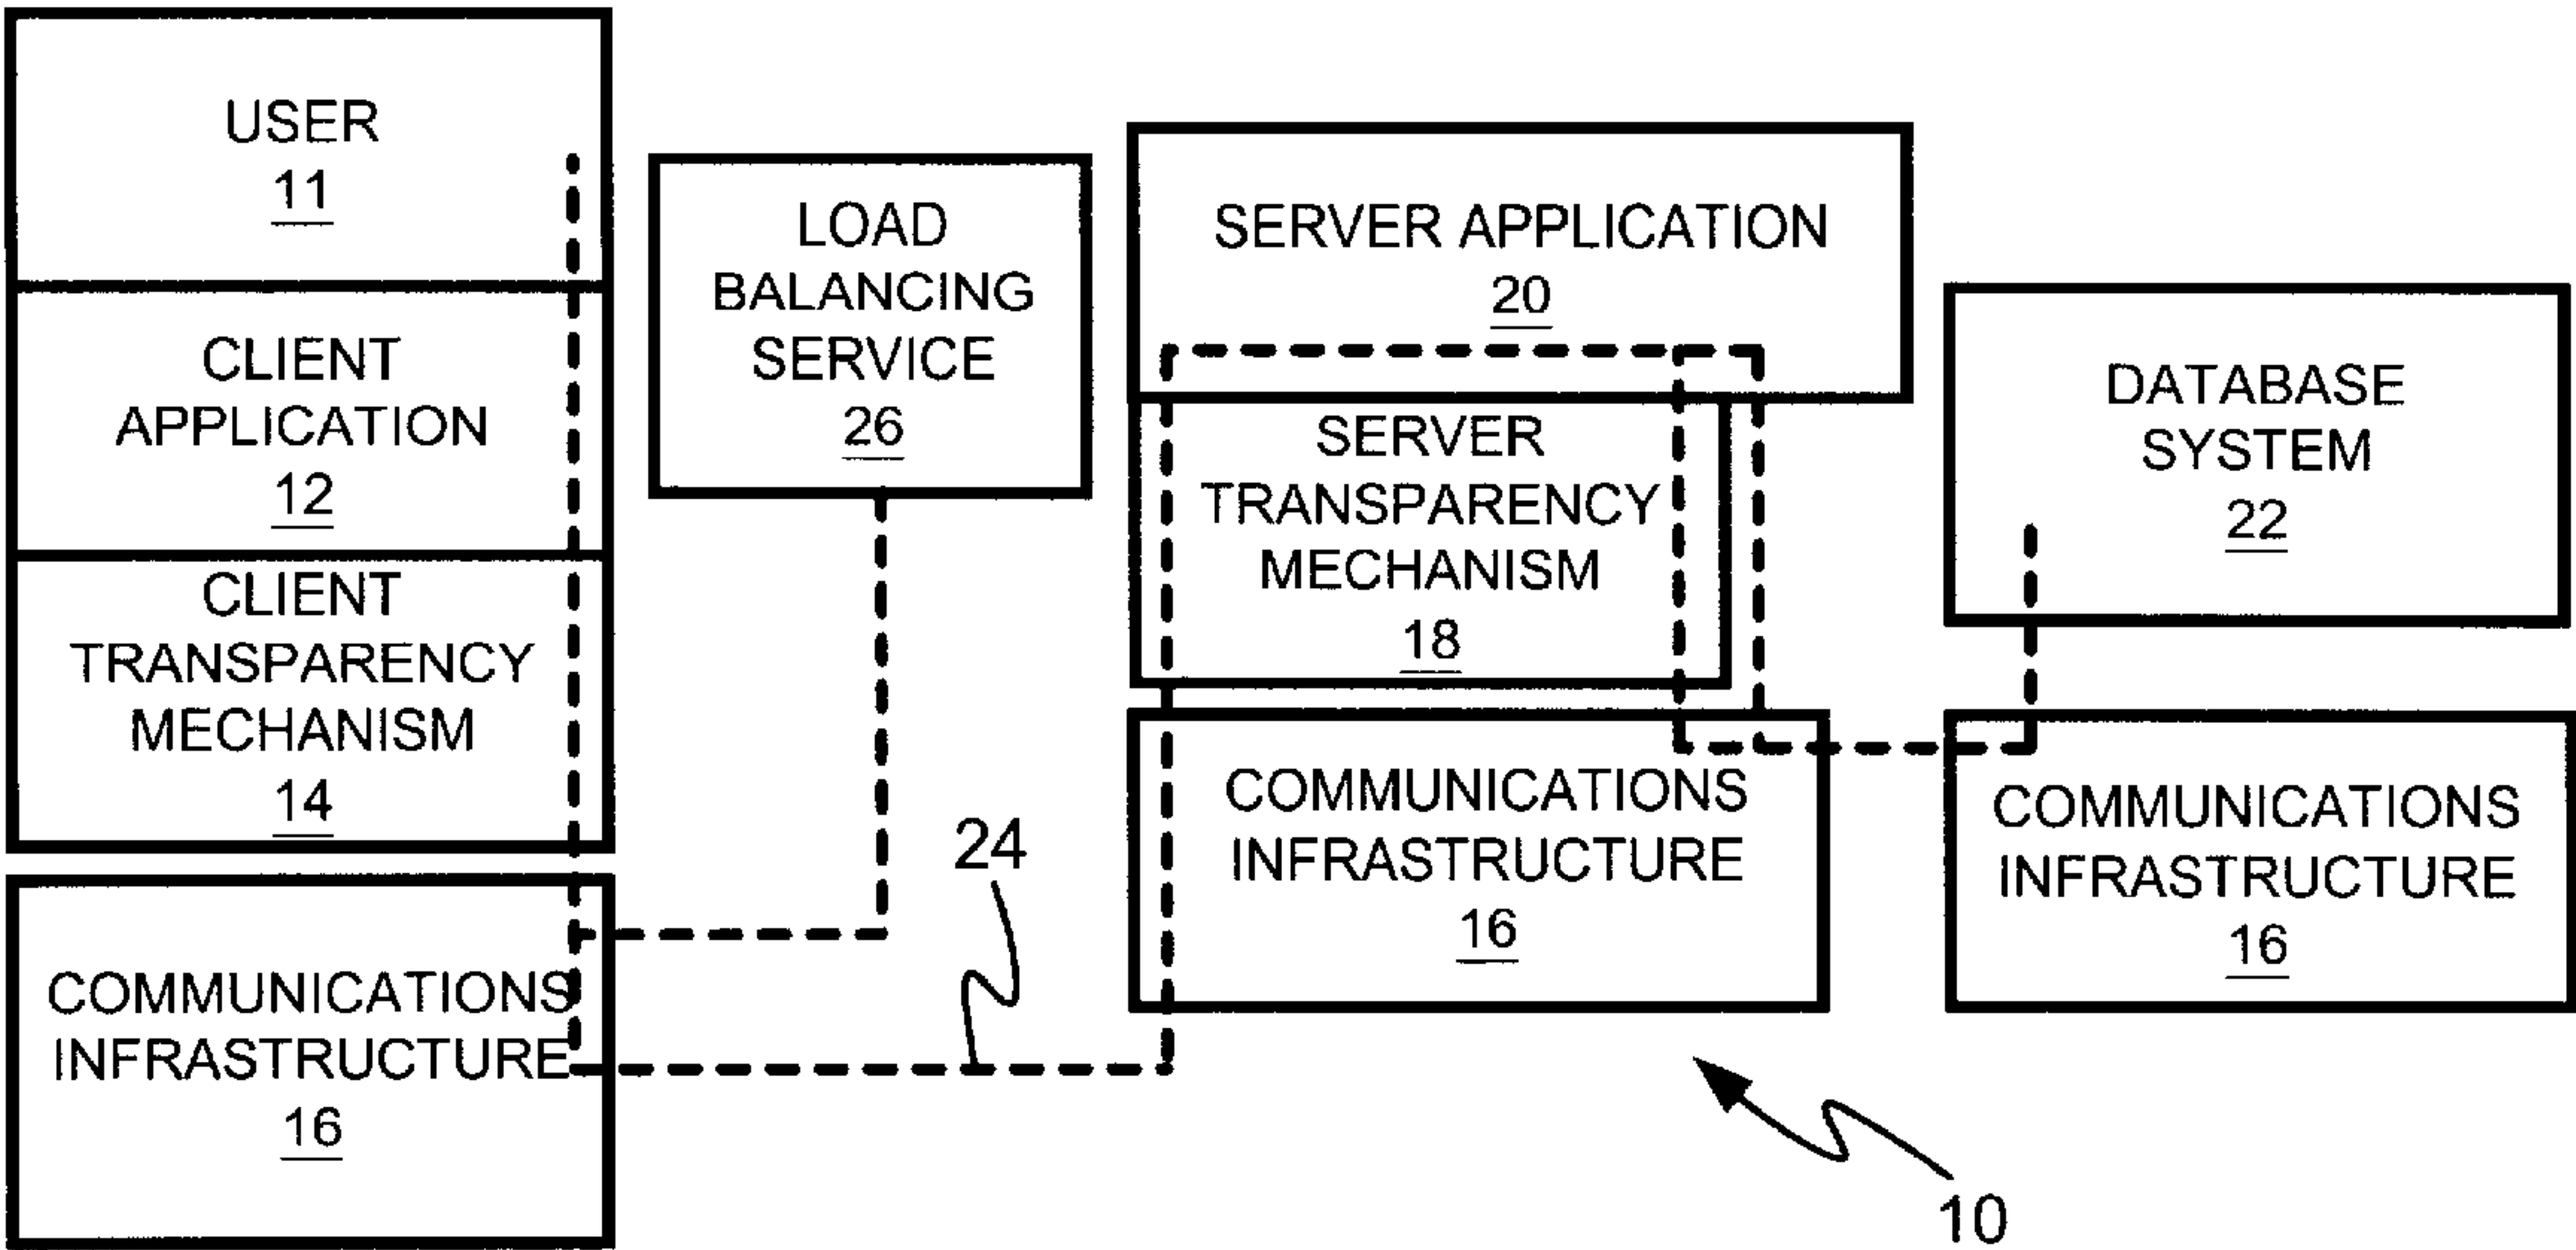 USER
11
CLIENT
APPLICATION
12
CLIENT
TRANSPARENCY
MECHANISM
14
COMMUNICATIONS
INFRASTRUCTURE
16
LOAD
BALANCING
SERVICE
26
24
SERVER APPLICATION
20
SERVER
TRANSPARENCY
MECHANISM
18
COMMUNICATIONS
INFRASTRUCTURE
16
DATABASE
SYSTEM
22
COMMUNICATIONS
INFRASTRUCTURE
16
10